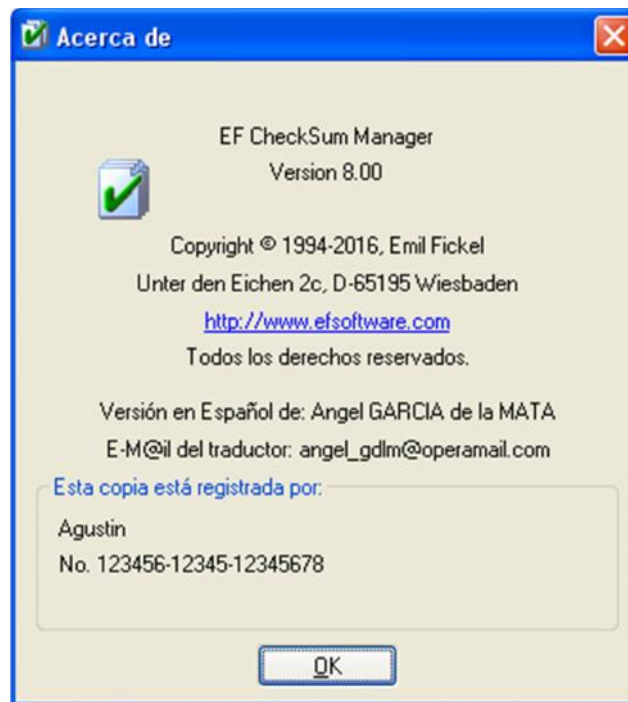 Acerca de
EF CheckSum Manager
Version 8.00
Copyright © 1994-2016, Emil Fickel
Unter den Eichen 2c, D-65195 Wiesbaden
http://www.efsoftware.com
Todos los derechos reservados.
Versión en Español de: Angel GARCIA de la MATA
E-M@il del traductor: angel_gdlm@operamail.com
Esta copia está registrada por:
Agustin
No. 123456-12345-12345678
OK